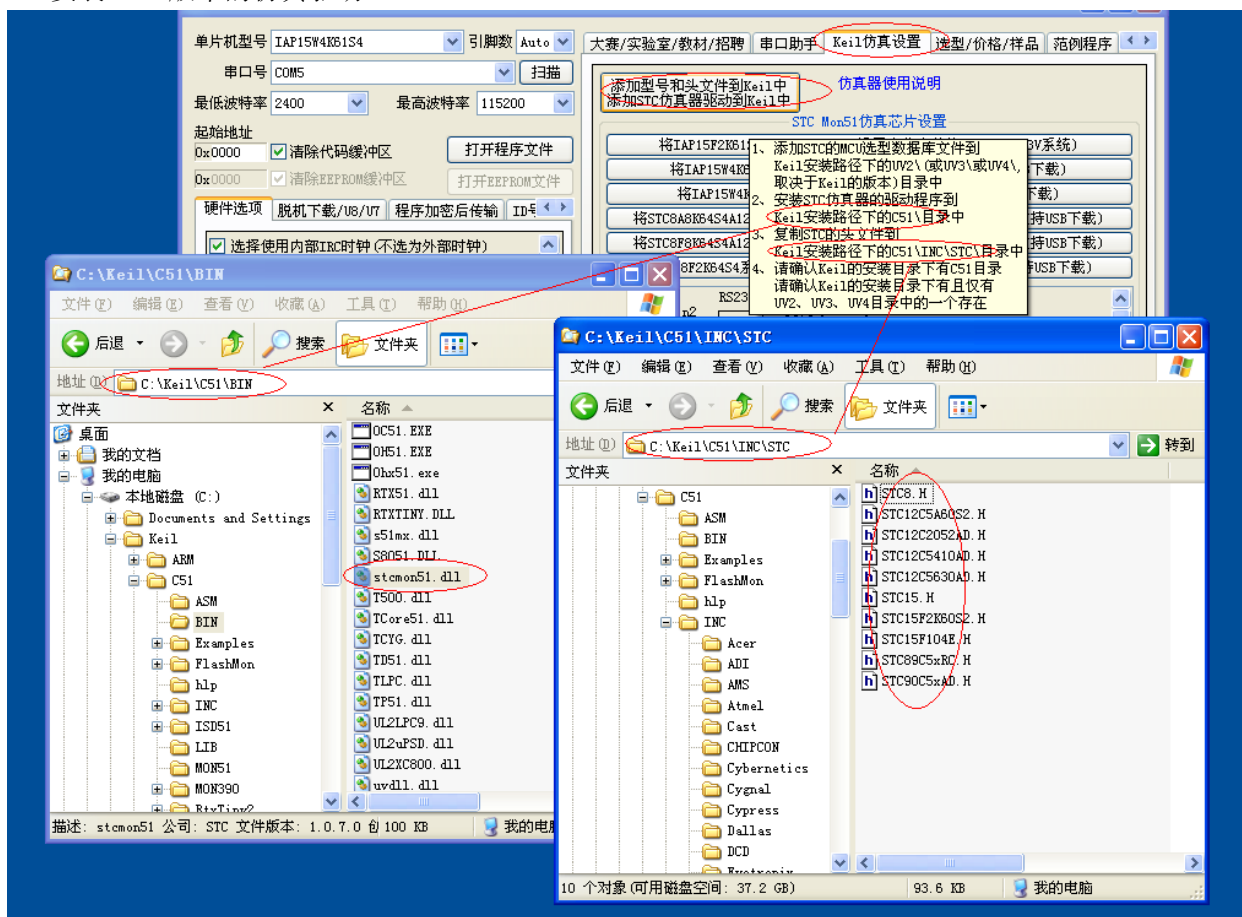 单片机型号 IAP15W4K61S4 引脚数 Auto
串口号 COM5 扫描
最低波特率 2400 最高波特率 115200
起始地址
0x0000 清除代码缓冲区 打开程序文件
0x0000 清除EEPROM缓冲区 打开EEPROM文件
硬件选项 脱机下载/U8/U7 程序加密后传输
选择使用内部IRC时钟(不选为外部时钟)
大赛/实验室/教材/招聘 串口助手 Keil仿真设置 选型/价格/样品 范例程序
添加型号和头文件到Keil中
添加STC仿真器驱动到Keil中
仿真器使用说明
STC Mon51仿真芯片设置
1、添加STC的MCU选型数据库文件到
Keil安装路径下的UV2\(或UV3\或UV4\,
取决于Keil的版本)目录中
2、安装STC仿真器的驱动程序到
Keil安装路径下的C51\目录中
3、复制STC的头文件到
Keil安装路径下的C51\INC\STC\目录中
4、请确认Keil的安装目录下有C51目录
请确认Keil的安装目录下有且仅有
UV2、UV3、UV4目录中的一个存在
C:\Keil\C51\BIN
文件(F) 编辑(E) 查看(V) 收藏(A) 工具(T) 帮助(H)
后退 搜索 文件夹
地址(D) C:\Keil\C51\BIN
文件夹
桌面
我的文档
我的电脑
本地磁盘 (C:)
Documents and Settings
Keil
ARM
C51
ASM
BIN
Examples
FlashMon
hlp
INC
ISD51
LIB
MON51
MON390
RtxTiny2
名称
OC51.EXE
OH51.EXE
Ohx51.exe
RTX51.dll
RTXTINY.DLL
s51mx.dll
S8051.DLL
stcmon51.dll
T500.dll
TCore51.dll
TCYG.dll
TD51.dll
TLPC.dll
TP51.dll
UL2LPC9.dll
UL2uPSD.dll
UL2XC800.dll
uvdll.dll
描述: stcmon51 公司: STC 文件版本: 1.0.7.0 创 100 KB 我的电脑
C:\Keil\C51\INC\STC
文件(F) 编辑(E) 查看(V) 收藏(A) 工具(T) 帮助(H)
后退 搜索 文件夹
地址(D) C:\Keil\C51\INC\STC 转到
文件夹
C51
ASM
BIN
Examples
FlashMon
hlp
INC
Acer
ADI
AMS
Atmel
Cast
CHIPCON
Cybernetics
Cygnal
Cypress
Dallas
DCD
名称
STC8.H
STC12C5A60S2.H
STC12C2052AD.H
STC12C5410AD.H
STC12C5630AD.H
STC15.H
STC15F2K60S2.H
STC15F104E.H
STC89C5xRC.H
STC90C5xAD.H
10 个对象(可用磁盘空间: 37.2 GB) 93.6 KB 我的电脑